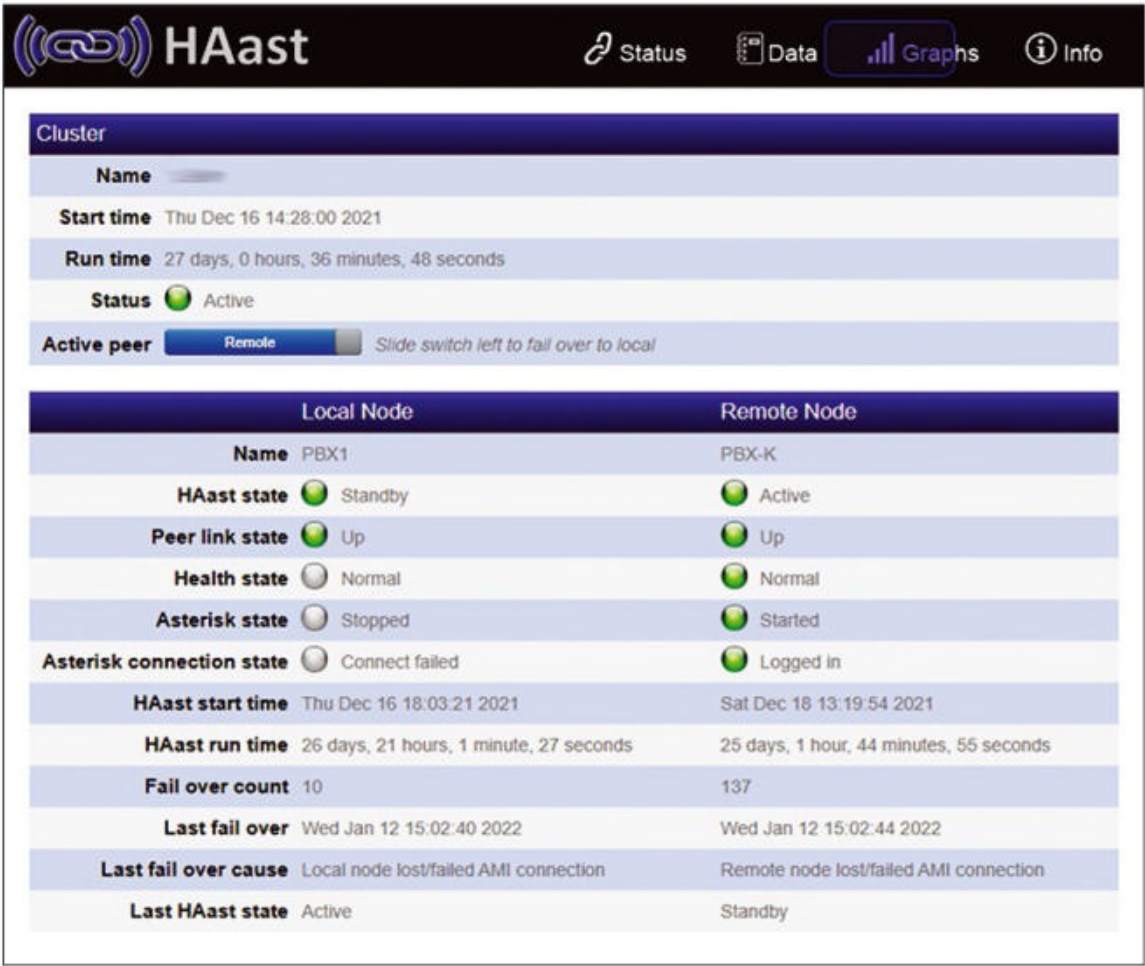 HAast Status Data Graphs Info
Cluster
Name
Start time Thu Dec 16 14:28:00 2021
Run time 27 days, 0 hours, 36 minutes, 48 seconds
Status Active
Active peer Remote Slide switch left to fail over to local
Local Node Remote Node
Name PBX1 PBX-K
HAast state Standby Active
Peer link state Up Up
Health state Normal Normal
Asterisk state Stopped Started
Asterisk connection state Connect failed Logged in
HAast start time Thu Dec 16 18:03:21 2021 Sat Dec 18 13:19:54 2021
HAast run time 26 days, 21 hours, 1 minute, 27 seconds 25 days, 1 hour, 44 minutes, 55 seconds
Fail over count 10 137
Last fail over Wed Jan 12 15:02:40 2022 Wed Jan 12 15:02:44 2022
Last fail over cause Local node lost/failed AMI connection Remote node lost/failed AMI connection
Last HAast state Active Standby